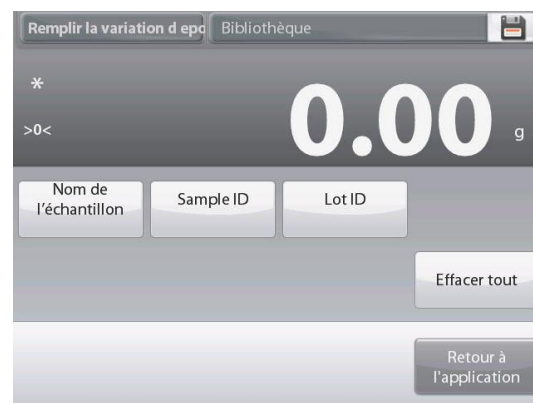 Remplir la variation d epo
Bibliothèque
*
>0<
0.00 g
Nom de
l'échantillon
Sample ID
Lot ID
Effacer tout
Retour à
l'application